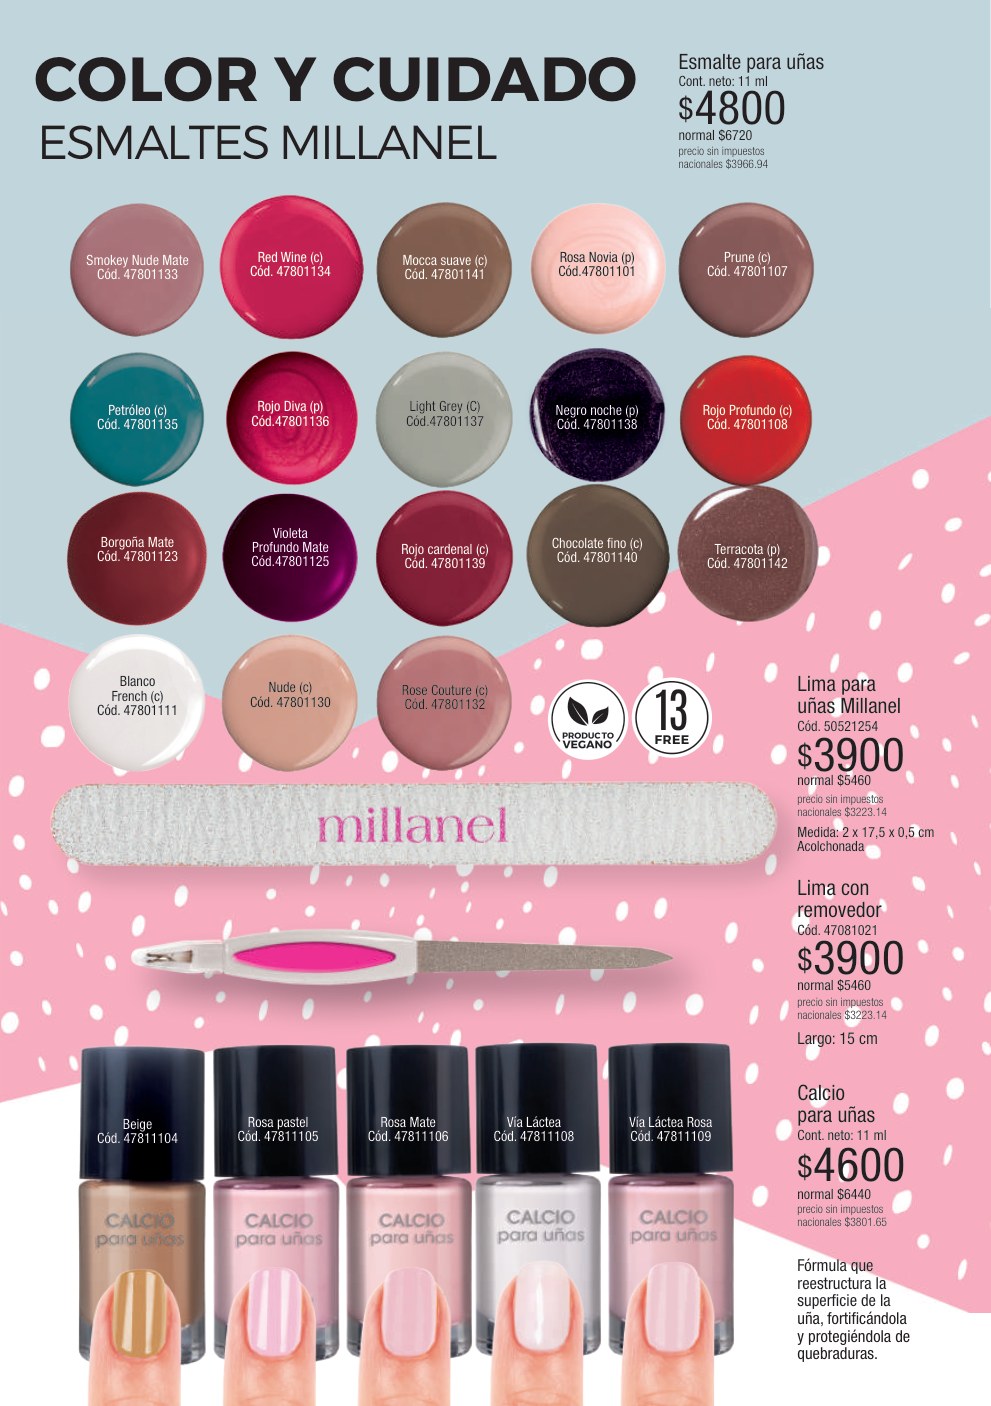 COLOR Y CUIDADO
ESMALTES MILLANEL
Esmalte para uñas
Cont. neto: 11 ml
$4800
normal $6720
precio sin impuestos
nacionales $3966.94
Smokey Nude Mate
Cód. 47801133
Red Wine (c)
Cód. 47801134
Mocca suave (c)
Cód. 47801141
Rosa Novia (p)
Cód.47801101
Prune (c)
Cód. 47801107
Petróleo (c)
Cód. 47801135
Rojo Diva (p)
Cód.47801136
Light Grey (C)
Cód.47801137
Negro noche (p)
Cód. 47801138
Rojo Profundo (c)
Cód. 47801108
Borgoña Mate
Cód. 47801123
Violeta
Profundo Mate
Cód.47801125
Rojo cardenal (c)
Cód. 47801139
Chocolate fino (c)
Cód. 47801140
Terracota (p)
Cód. 47801142
Blanco
French (c)
Cód. 47801111
Nude (c)
Cód. 47801130
Rose Couture (c)
Cód. 47801132
PRODUCTO
VEGANO
13
FREE
Lima para
uñas Millanel
Cód. 50521254
$3900
normal $5460
precio sin impuestos
nacionales $3223.14
Medida: 2 x 17,5 x 0,5 cm
Acolchonada
millanel
Lima con
removedor
Cód. 47081021
$3900
normal $5460
precio sin impuestos
nacionales $3223.14
Largo: 15 cm
Beige
Cód. 47811104
Rosa pastel
Cód. 47811105
Rosa Mate
Cód. 47811106
Vía Láctea
Cód. 47811108
Vía Láctea Rosa
Cód. 47811109
CALCIO
para uñas
CALCIO
para uñas
CALCIO
para uñas
CALCIO
para uñas
CALCIO
para uñas
Calcio
para uñas
Cont. neto: 11 ml
$4600
normal $6440
precio sin impuestos
nacionales $3801.65
Fórmula que
reestructura la
superficie de la
uña, fortificándola
y protegiéndola de
quebraduras.